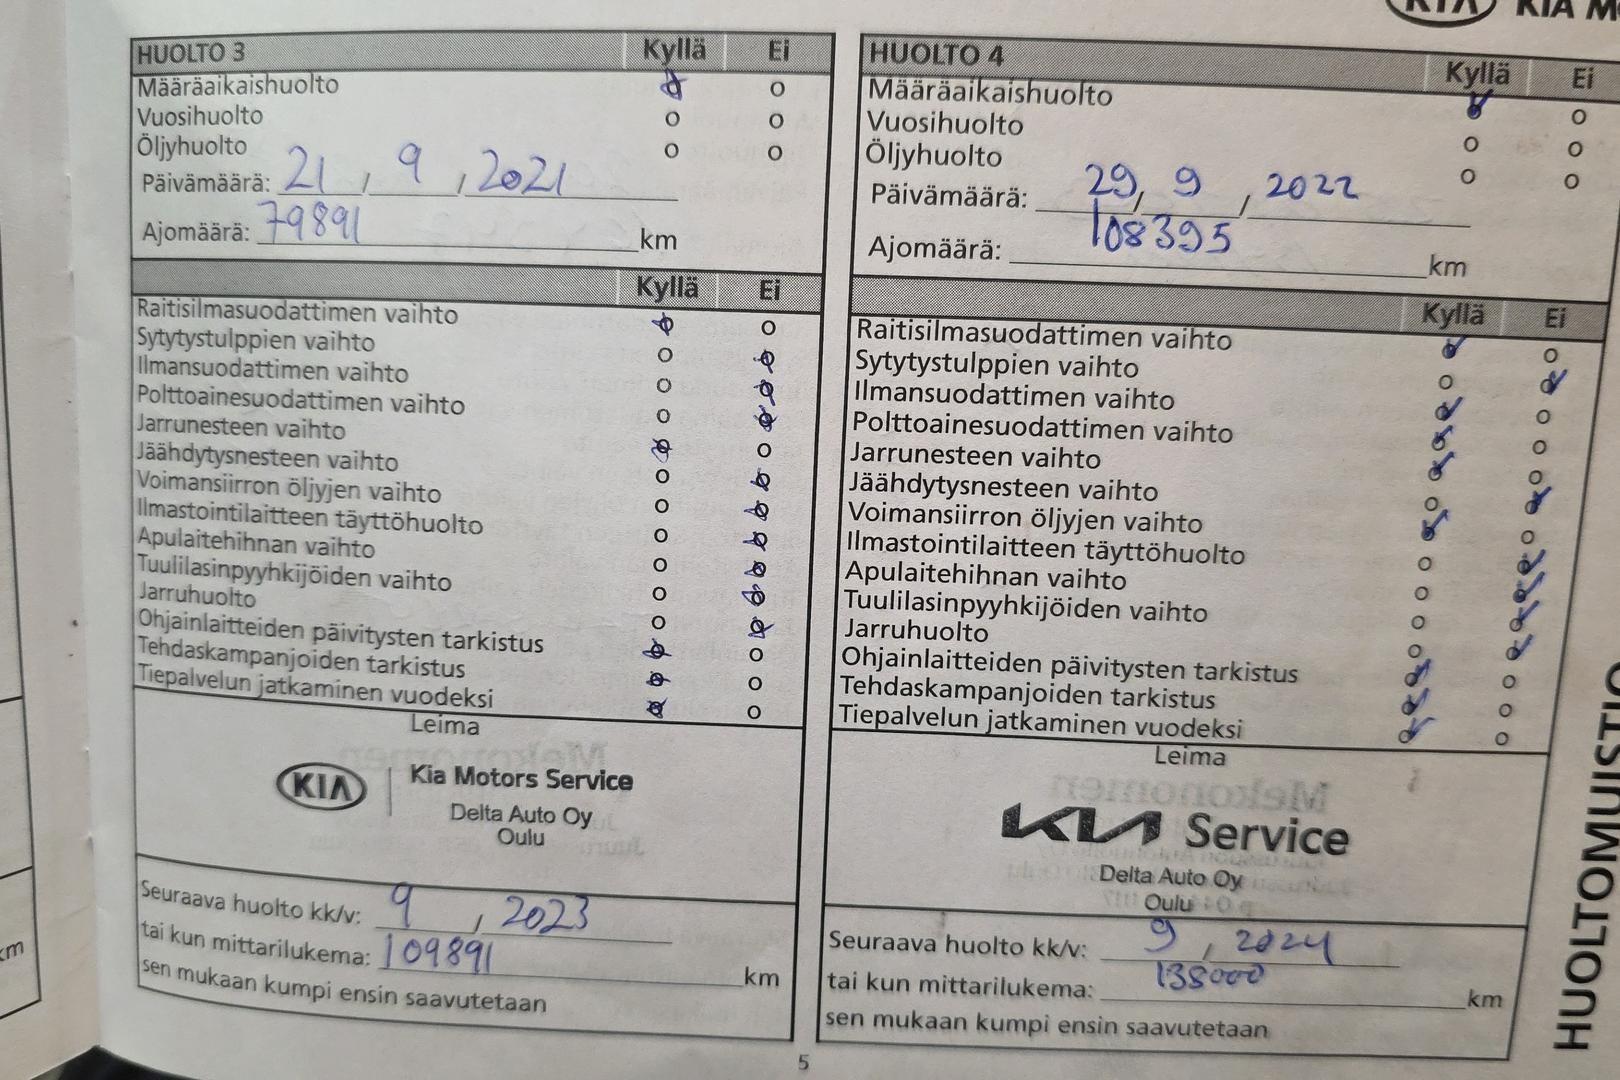 KIA KIA M
HUOLTO 3 Kyllä Ei
Määräaikaishuolto
Vuosihuolto
Öljyhuolto
Päivämäärä: 21 , 9 , 2021
Ajomäärä: 79891 km
Kyllä Ei
Raitisilmasuodattimen vaihto
Sytytystulppien vaihto
Ilmansuodattimen vaihto
Polttoainesuodattimen vaihto
Jarrunesteen vaihto
Jäähdytysnesteen vaihto
Voimansiirron öljyjen vaihto
Ilmastointilaitteen täyttöhuolto
Apulaitehihnan vaihto
Tuulilasinpyyhkijöiden vaihto
Jarruhuolto
Ohjainlaitteiden päivitysten tarkistus
Tehdaskampanjoiden tarkistus
Tiepalvelun jatkaminen vuodeksi
Leima
KIA Kia Motors Service
Delta Auto Oy
Oulu
Seuraava huolto kk/v: 9 , 2023
tai kun mittarilukema: 109891 km
sen mukaan kumpi ensin saavutetaan
HUOLTO 4 Kyllä Ei
Määräaikaishuolto
Vuosihuolto
Öljyhuolto
Päivämäärä: 29, 9 , 2022
Ajomäärä: 108395 km
Kyllä Ei
Raitisilmasuodattimen vaihto
Sytytystulppien vaihto
Ilmansuodattimen vaihto
Polttoainesuodattimen vaihto
Jarrunesteen vaihto
Jäähdytysnesteen vaihto
Voimansiirron öljyjen vaihto
Ilmastointilaitteen täyttöhuolto
Apulaitehihnan vaihto
Tuulilasinpyyhkijöiden vaihto
Jarruhuolto
Ohjainlaitteiden päivitysten tarkistus
Tehdaskampanjoiden tarkistus
Tiepalvelun jatkaminen vuodeksi
Leima
KIA Service
Delta Auto Oy
Oulu
Seuraava huolto kk/v: 9 , 2024
tai kun mittarilukema: 138000 km
sen mukaan kumpi ensin saavutetaan
HUOLTOMUISTIO
km
5